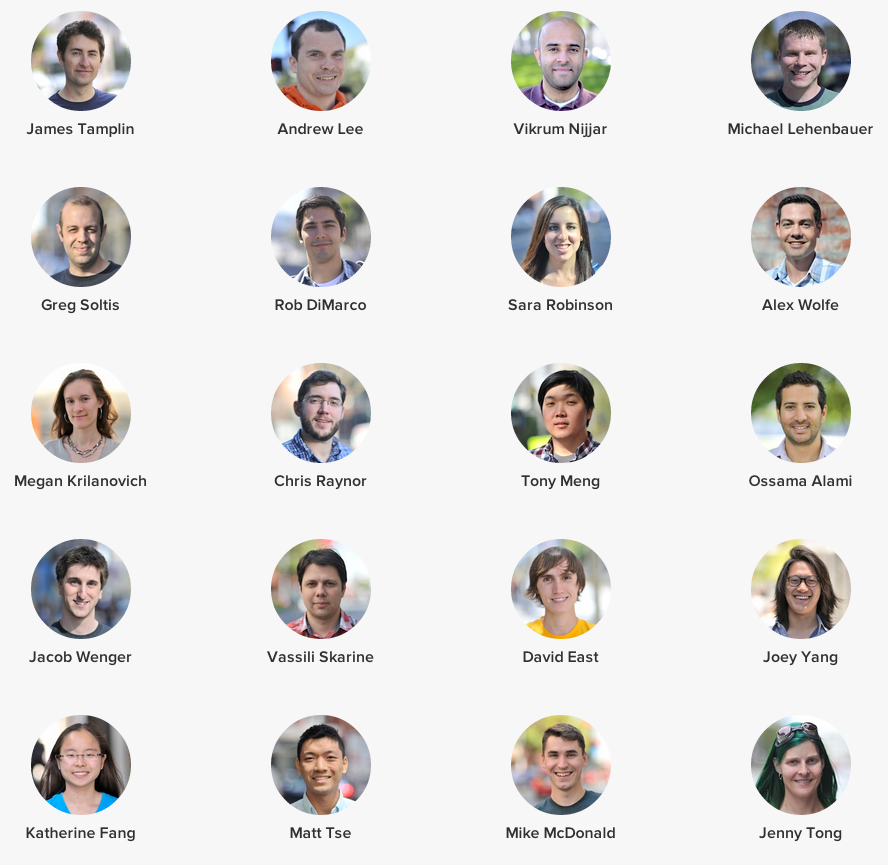 James Tamplin
Andrew Lee
Vikrum Nijjar
Michael Lehenbauer
Greg Soltis
Rob DiMarco
Sara Robinson
Alex Wolfe
Megan Krilanovich
Chris Raynor
Tony Meng
Ossama Alami
Jacob Wenger
Vassili Skarine
David East
Joey Yang
Katherine Fang
Matt Tse
Mike McDonald
Jenny Tong